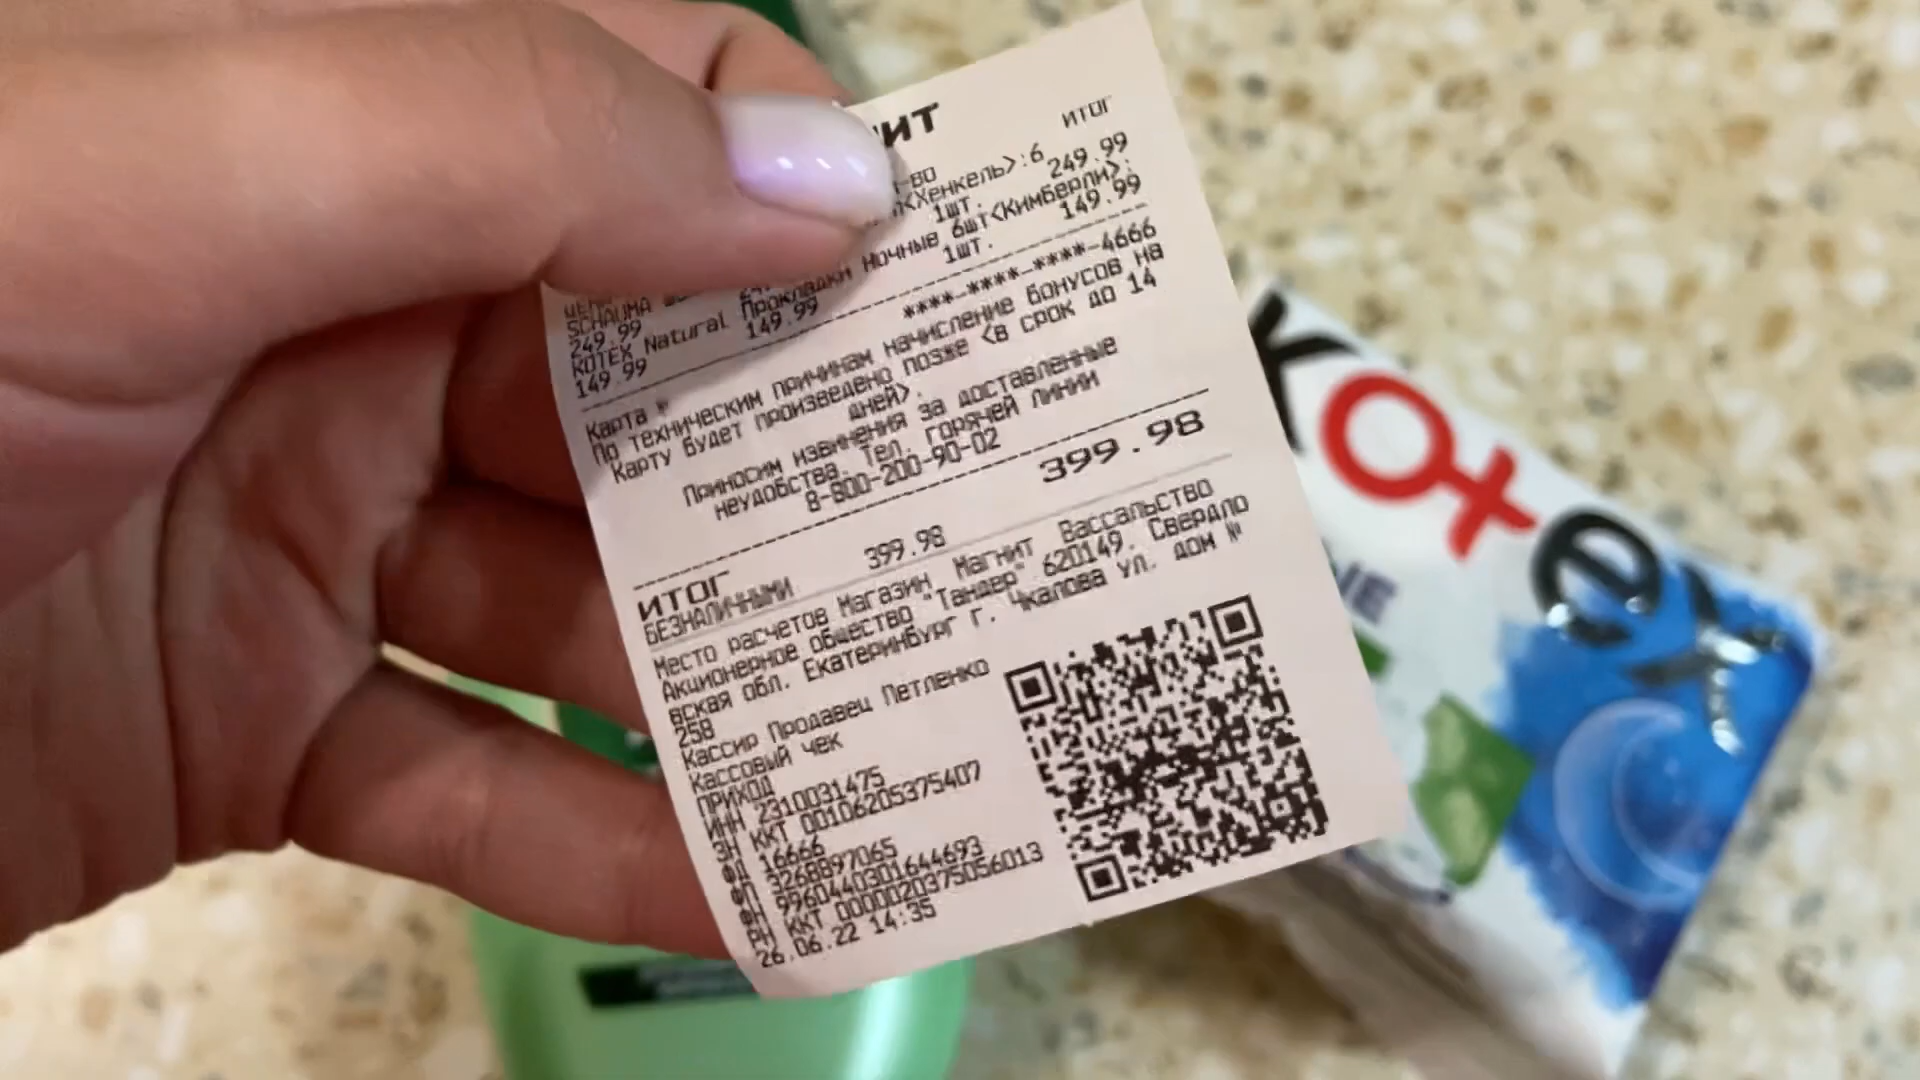 ИТ
ИТОГ
-во
<Хенкель>:6
1шт. 249.99
SCHAUMA
249.99
KOTEX Natural Прокладки Ночные 6шт<Кимберли>:
149.99 149.99 1шт. 149.99
Карта № ****-****-****-4666
По техническим причинам начисление бонусов на
карту будет произведено позже <в срок до 14
дней>.
Приносим извинения за доставленные
неудобства. Тел. горячей линии
8-800-200-90-02
ИТОГ 399.98
БЕЗНАЛИЧНЫМИ 399.98
Место расчетов Магазин Магнит Вассальство
Акционерное общество "Тандер" 620149. Свердло
вская обл. Екатеринбург г. Чкалова ул. дом №
258
Кассир Продавец Петленко
Кассовый чек
ПРИХОД
ИНН 2310031475
ЗН ККТ 00106205375407
ФД 16666
ФП 3268897065
ФН 9960440301644693
РН ККТ 0000020375056013
26.06.22 14:35
Kotex